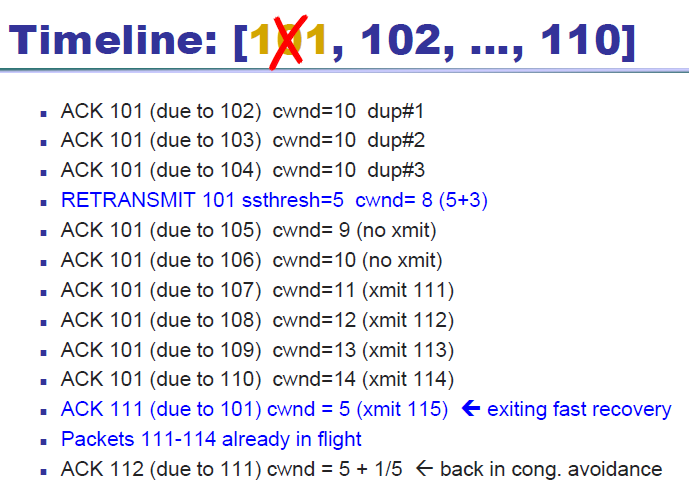 Timeline: [101, 102, ..., 110]
▪ ACK 101 (due to 102) cwnd=10 dup#1
▪ ACK 101 (due to 103) cwnd=10 dup#2
▪ ACK 101 (due to 104) cwnd=10 dup#3
▪ RETRANSMIT 101 ssthresh=5 cwnd= 8 (5+3)
▪ ACK 101 (due to 105) cwnd= 9 (no xmit)
▪ ACK 101 (due to 106) cwnd=10 (no xmit)
▪ ACK 101 (due to 107) cwnd=11 (xmit 111)
▪ ACK 101 (due to 108) cwnd=12 (xmit 112)
▪ ACK 101 (due to 109) cwnd=13 (xmit 113)
▪ ACK 101 (due to 110) cwnd=14 (xmit 114)
▪ ACK 111 (due to 101) cwnd = 5 (xmit 115) ← exiting fast recovery
▪ Packets 111-114 already in flight
▪ ACK 112 (due to 111) cwnd = 5 + 1/5 ← back in cong. avoidance